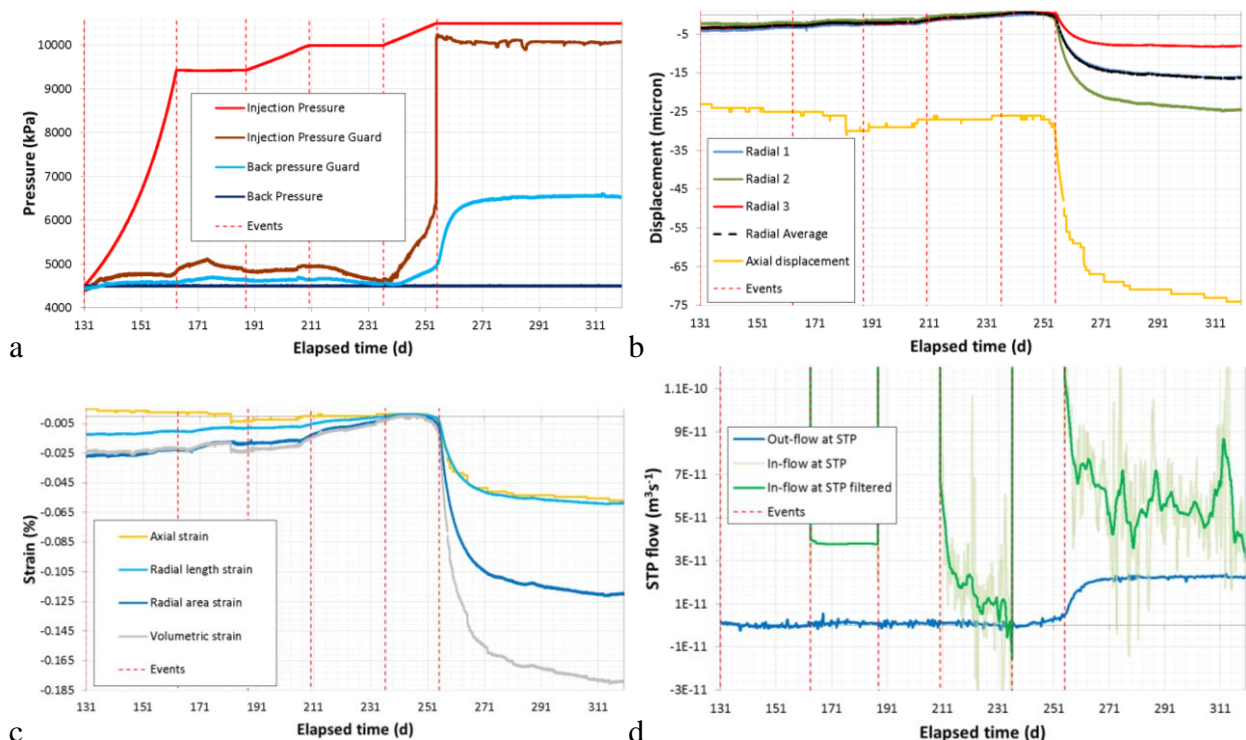 10000
9000
8000
7000
6000
5000
4000
Pressure (kPa)
Injection Pressure
Injection Pressure Guard
Back pressure Guard
Back Pressure
Events
131 151 171 191 211 231 251 271 291 311
Elapsed time (d)
a
-5
-15
-25
-35
-45
-55
-65
-75
Displacement (micron)
Radial 1
Radial 2
Radial 3
Radial Average
Axial displacement
Events
131 151 171 191 211 231 251 271 291 311
Elapsed time (d)
b
-0.005
-0.025
-0.045
-0.065
-0.085
-0.105
-0.125
-0.145
-0.165
-0.185
Strain (%)
Axial strain
Radial length strain
Radial area strain
Volumetric strain
Events
131 151 171 191 211 231 251 271 291 311
Elapsed time (d)
c
1.1E-10
9E-11
7E-11
5E-11
3E-11
1E-11
-1E-11
-3E-11
STP flow (m³s⁻¹)
Out-flow at STP
In-flow at STP
In-flow at STP filtered
Events
131 151 171 191 211 231 251 271 291 311
Elapsed time (d)
d